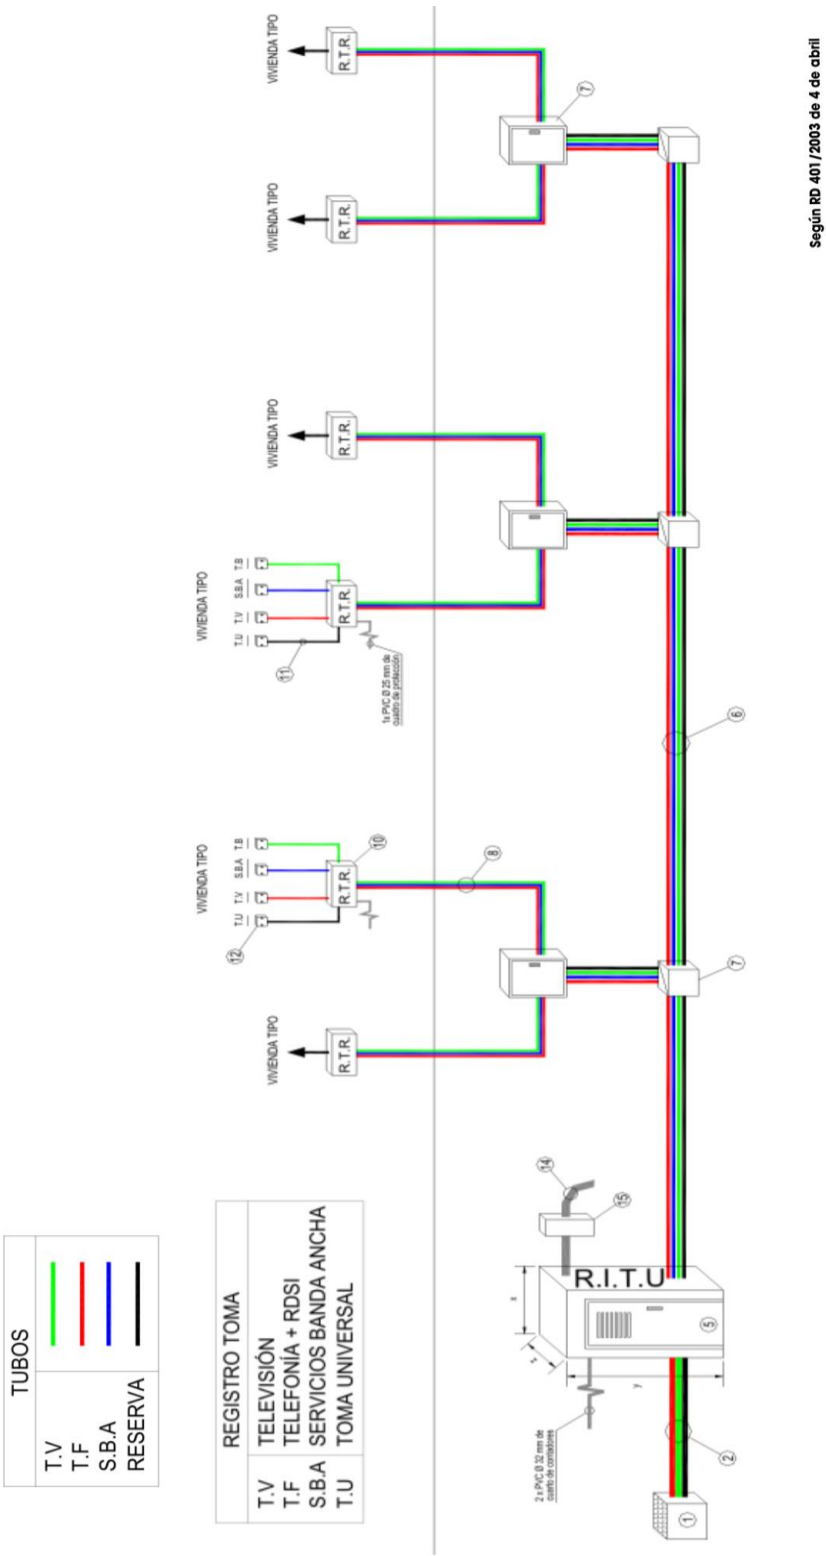 TUBOS
T.V
T.F
S.B.A
RESERVA
REGISTRO TOMA
T.V TELEVISIÓN
T.F TELEFONÍA + RDSI
S.B.A SERVICIOS BANDA ANCHA
T.U TOMA UNIVERSAL
VIVIENDA TIPO
R.T.R.
VIVIENDA TIPO
T.U
T.V
S.B.A
T.B
R.T.R.
12
10
8
VIVIENDA TIPO
T.U
T.V
S.B.A
T.B
R.T.R.
11
1x PVC Ø 25 mm de
cuadro de protección
VIVIENDA TIPO
R.T.R.
VIVIENDA TIPO
R.T.R.
VIVIENDA TIPO
R.T.R.
7
2 x PVC Ø 32 mm de
cuarto de contadores
x
z
y
R.I.T.U
14
15
5
1
2
7
6
Según RD 401/2003 de 4 de abril